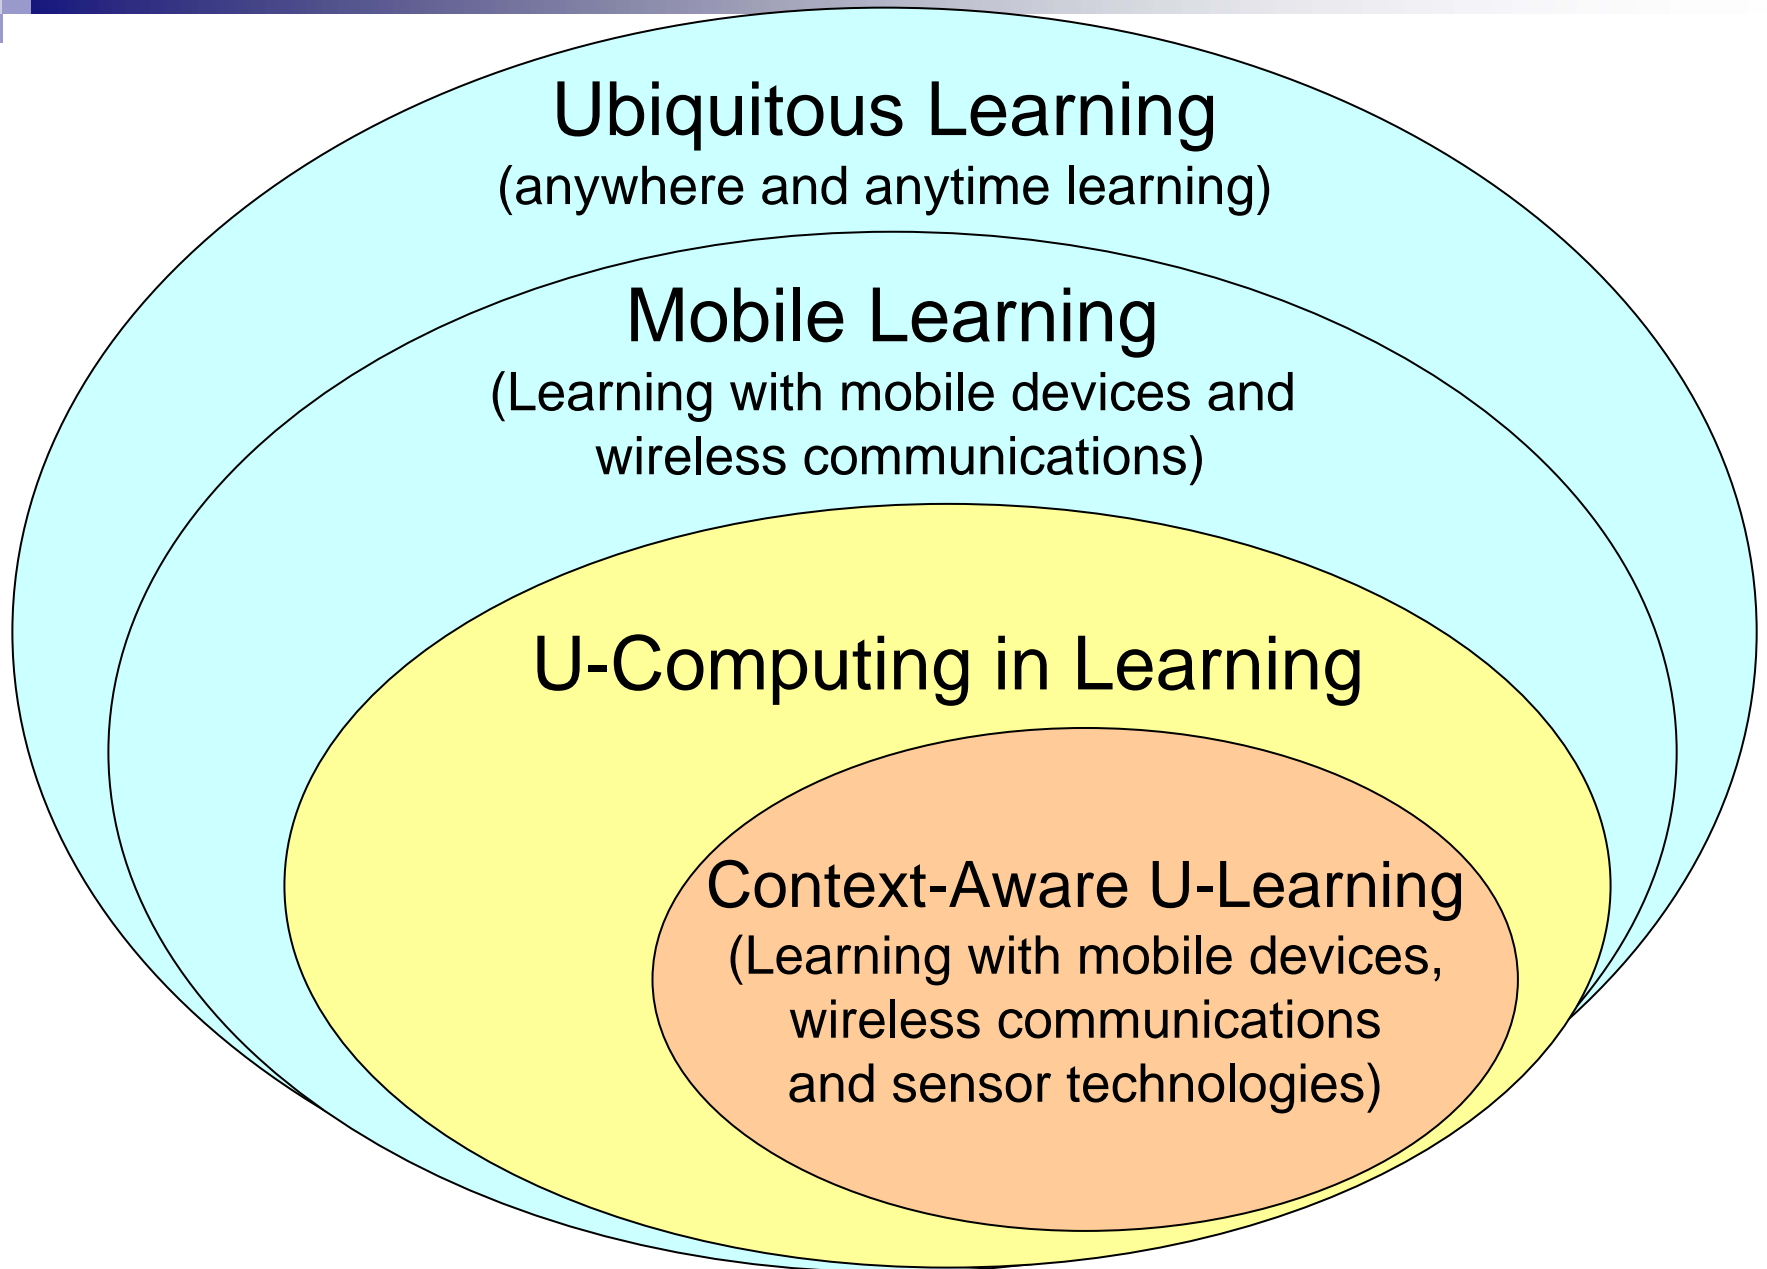 Ubiquitous Learning
(anywhere and anytime learning)
Mobile Learning
(Learning with mobile devices and
wireless communications)
U-Computing in Learning
Context-Aware U-Learning
(Learning with mobile devices,
wireless communications
and sensor technologies)